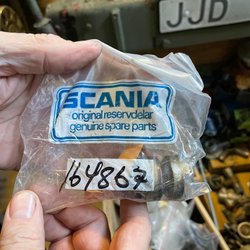 JJD
SCANIA
original reservdelar
genuine spare parts
164867